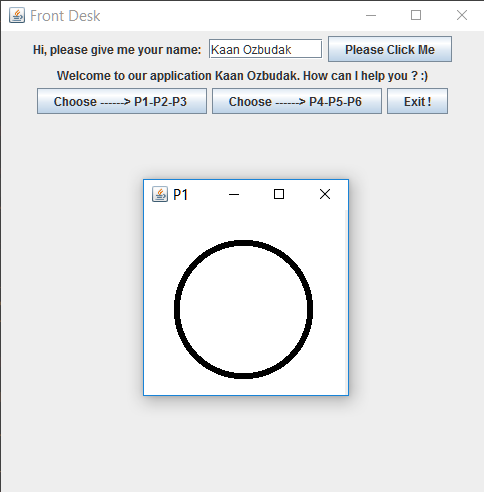 Front Desk
Hi, please give me your name: Kaan Ozbudak Please Click Me
Welcome to our application Kaan Ozbudak. How can I help you ? :)
Choose ------> P1-P2-P3 Choose ------> P4-P5-P6 Exit !
P1